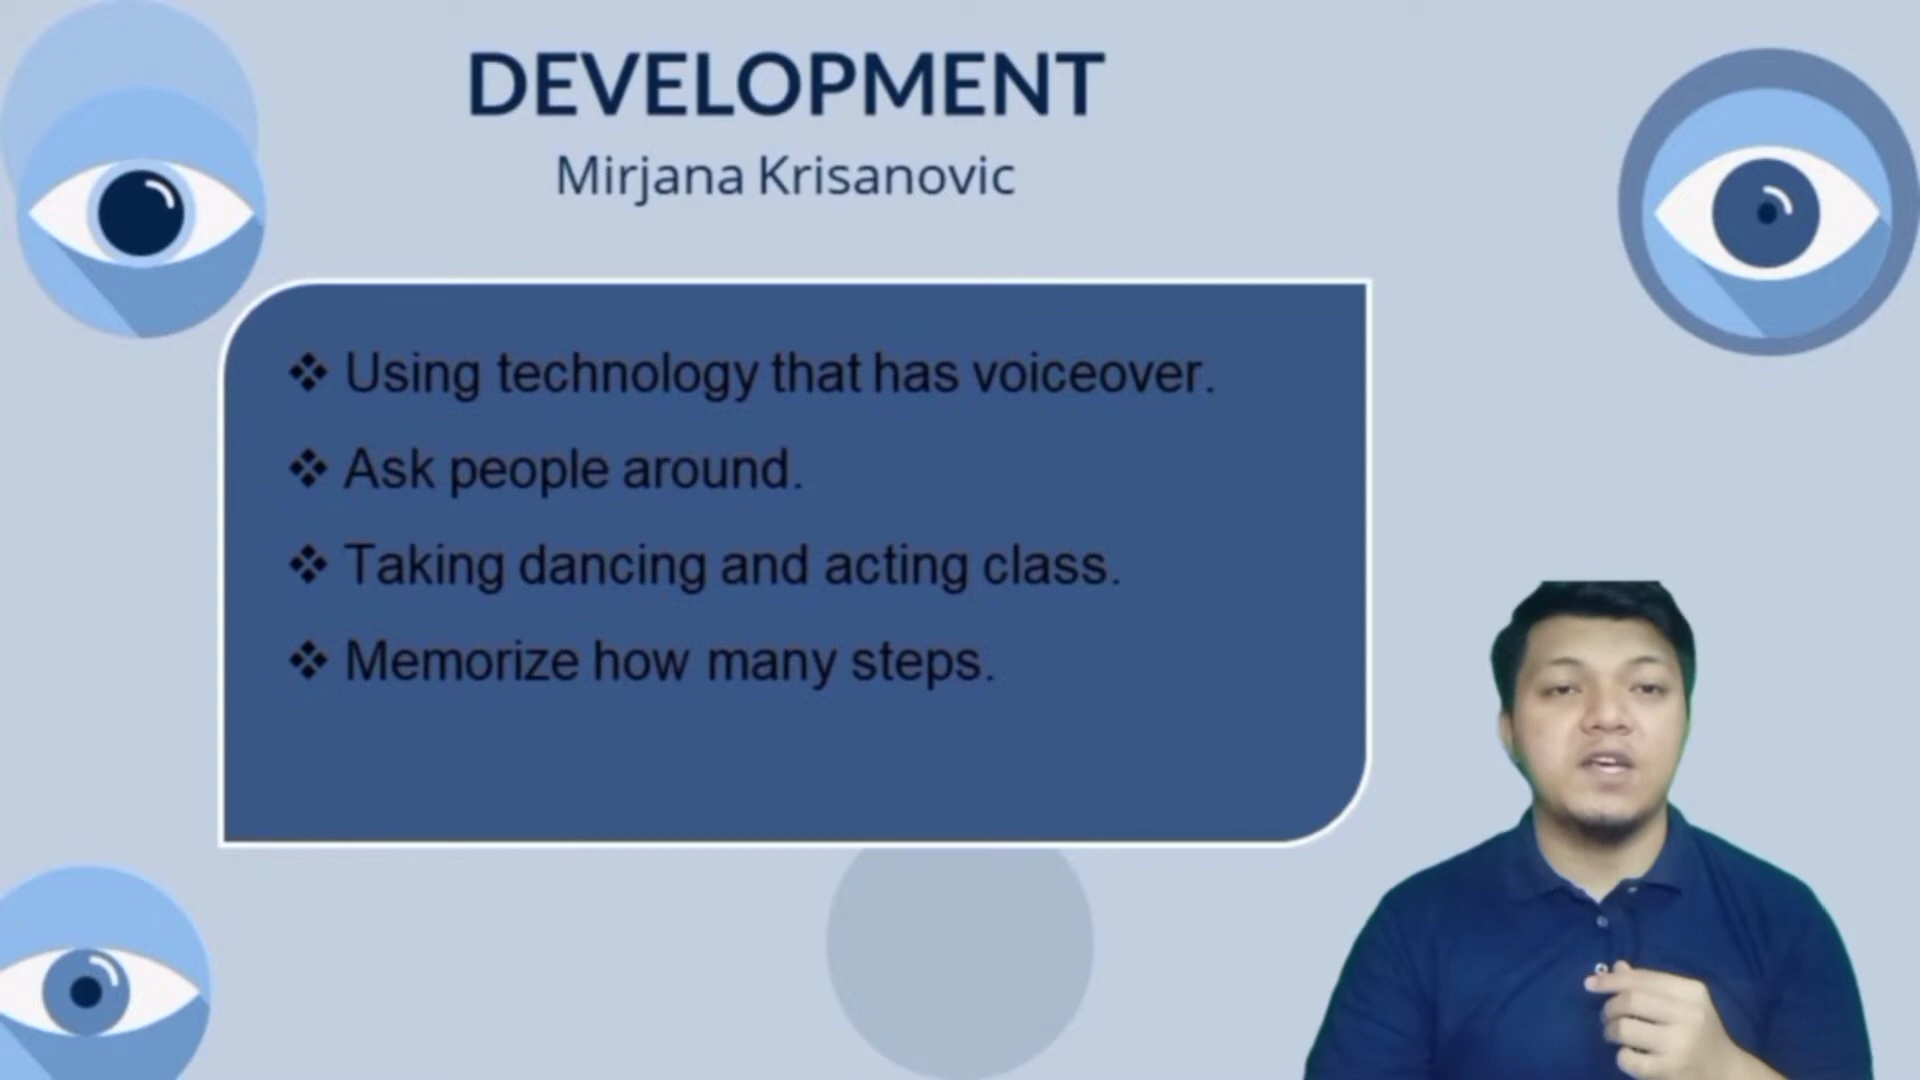 DEVELOPMENT
Mirjana Krisanovic
❖ Using technology that has voiceover.
❖ Ask people around.
❖ Taking dancing and acting class.
❖ Memorize how many steps.